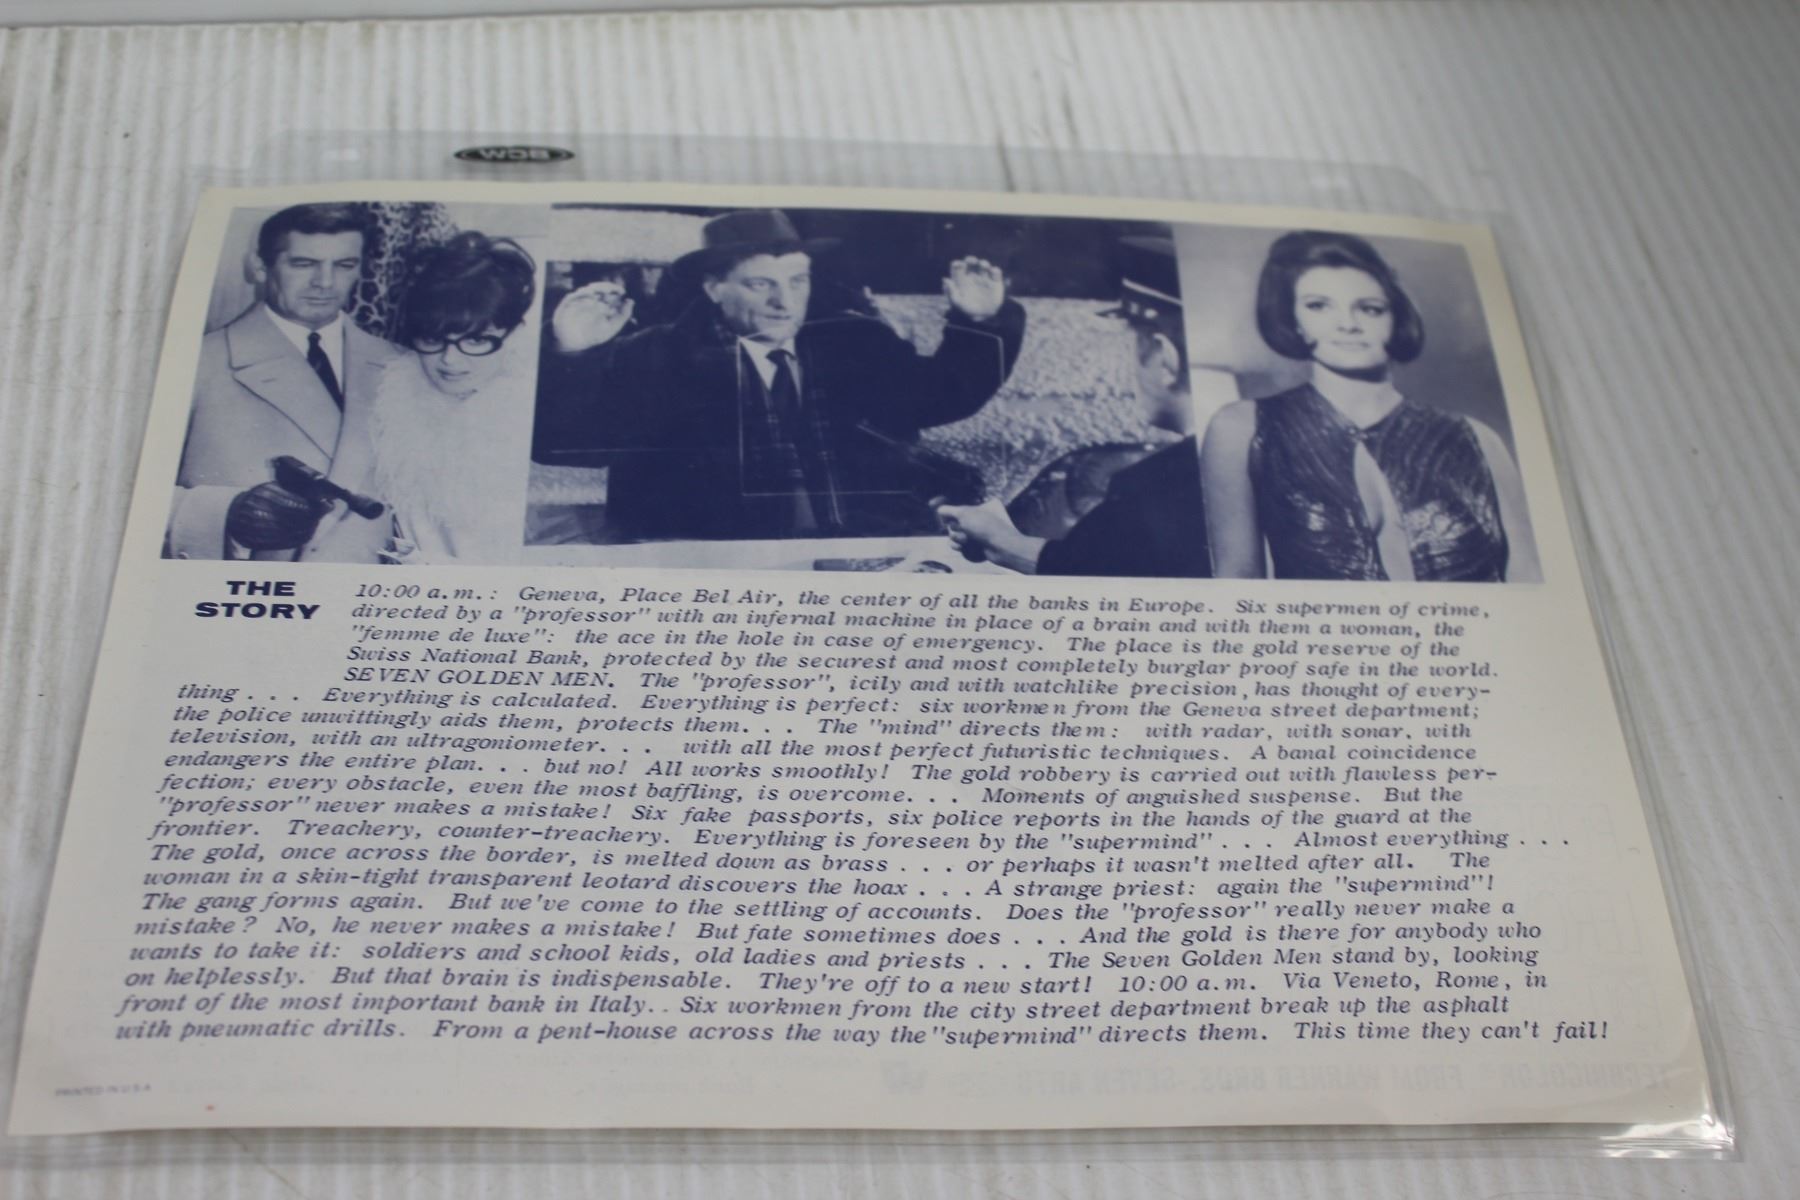 BCW
THE
STORY
10:00 a.m.: Geneva, Place Bel Air, the center of all the banks in Europe. Six supermen of crime,
directed by a "professor" with an infernal machine in place of a brain and with them a woman, the
"femme de luxe": the ace in the hole in case of emergency. The place is the gold reserve of the
Swiss National Bank, protected by the securest and most completely burglar proof safe in the world.
SEVEN GOLDEN MEN. The "professor", icily and with watchlike precision, has thought of every-
thing . . . Everything is calculated. Everything is perfect: six workmen from the Geneva street department;
the police unwittingly aids them, protects them. . . The "mind" directs them: with radar, with sonar, with
television, with an ultragoniometer. . . with all the most perfect futuristic techniques. A banal coincidence
endangers the entire plan. . . but no! All works smoothly! The gold robbery is carried out with flawless per-
fection; every obstacle, even the most baffling, is overcome. . . Moments of anguished suspense. But the
"professor" never makes a mistake! Six fake passports, six police reports in the hands of the guard at the
frontier. Treachery, counter-treachery. Everything is foreseen by the "supermind" . . . Almost everything . . .
The gold, once across the border, is melted down as brass . . . or perhaps it wasn't melted after all. The
woman in a skin-tight transparent leotard discovers the hoax . . . A strange priest: again the "supermind"!
The gang forms again. But we've come to the settling of accounts. Does the "professor" really never make a
mistake? No, he never makes a mistake! But fate sometimes does . . . And the gold is there for anybody who
wants to take it: soldiers and school kids, old ladies and priests . . . The Seven Golden Men stand by, looking
on helplessly. But that brain is indispensable. They're off to a new start! 10:00 a.m. Via Veneto, Rome, in
front of the most important bank in Italy.. Six workmen from the city street department break up the asphalt
with pneumatic drills. From a pent-house across the way the "supermind" directs them. This time they can't fail!
PRINTED IN U.S.A
TECHNICOLOR® FROM WARNER BROS.-SEVEN ARTS